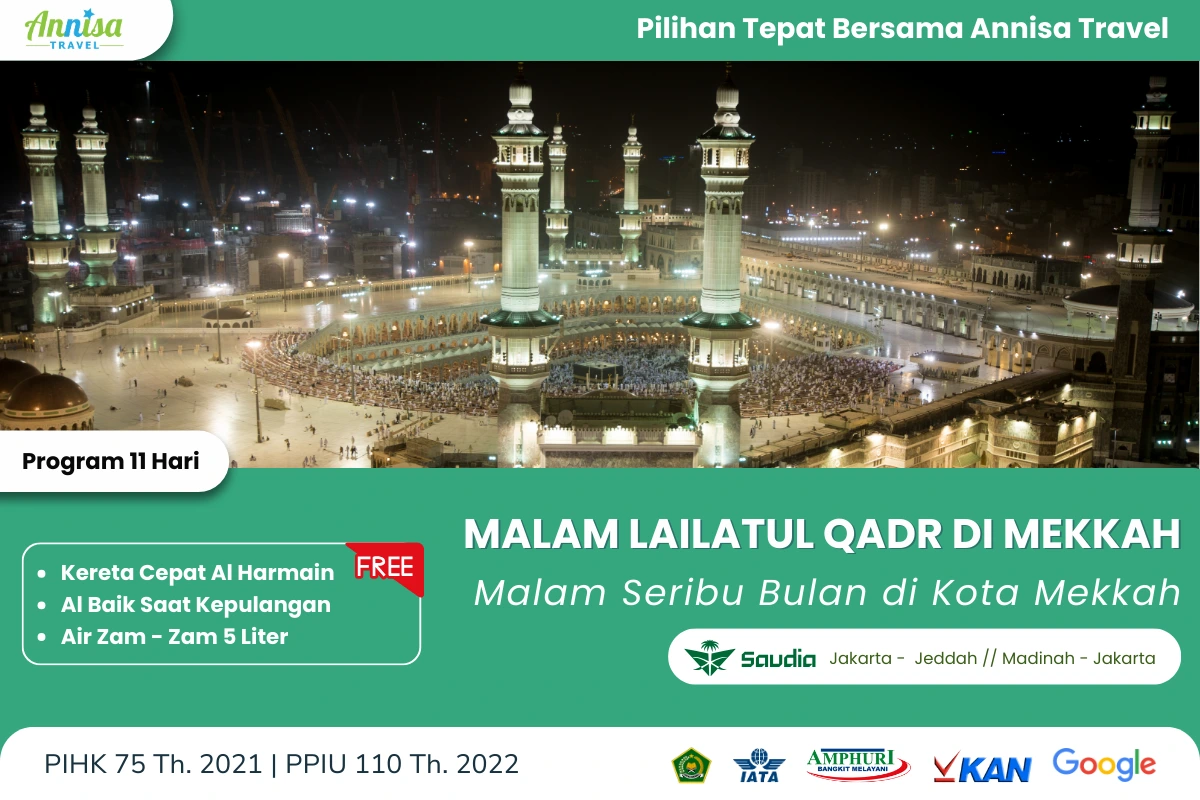 Annisa
TRAVEL
Pilihan Tepat Bersama Annisa Travel
Program 11 Hari
MALAM LAILATUL QADR DI MEKKAH
Malam Seribu Bulan di Kota Mekkah
FREE
• Kereta Cepat Al Harmain
• Al Baik Saat Kepulangan
• Air Zam - Zam 5 Liter
Saudia Jakarta - Jeddah // Madinah - Jakarta
PIHK 75 Th. 2021 | PPIU 110 Th. 2022
IATA
AMPHURI
BANGKIT MELAYANI
KAN
Google